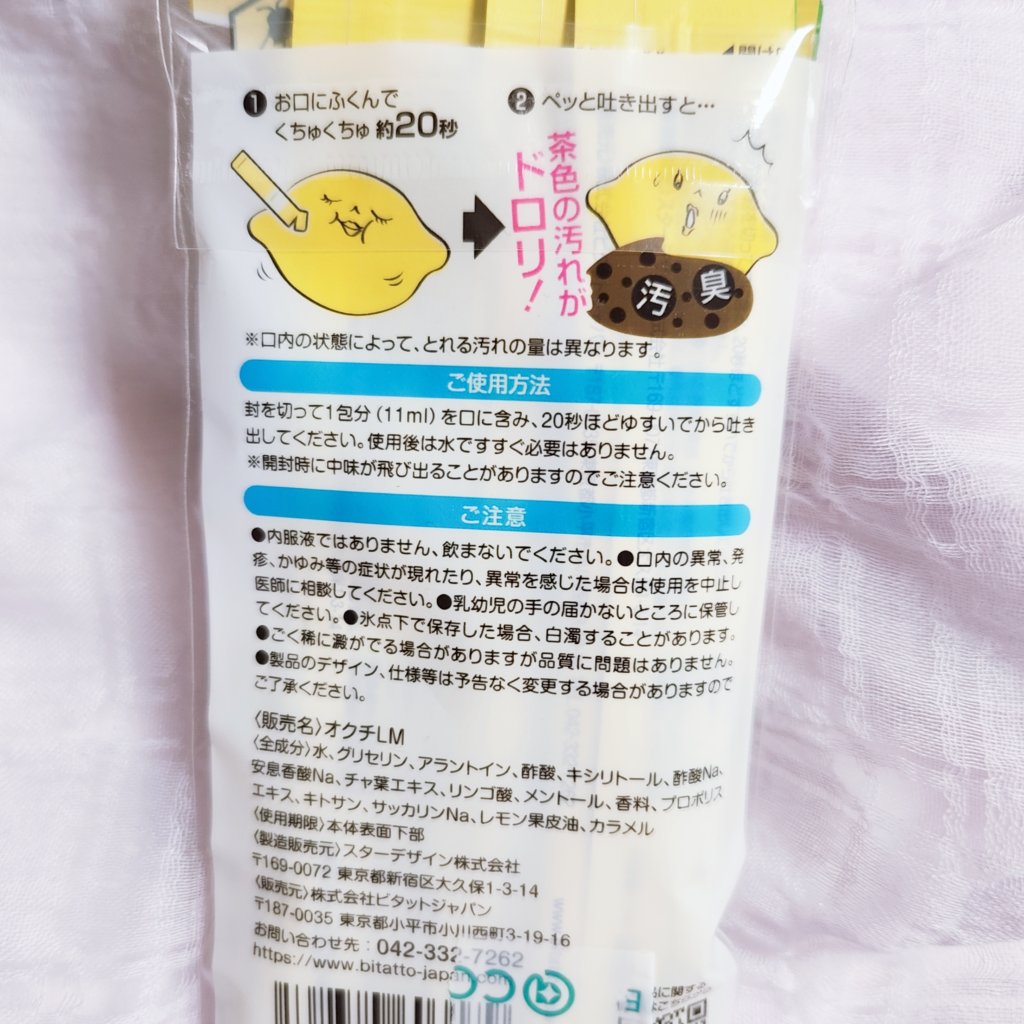 ❶ お口にふくんで
くちゅくちゅ 約20秒
❷ ペッと吐き出すと…
茶色の汚れが
ドロリ!
汚
臭
※口内の状態によって、とれる汚れの量は異なります。
ご使用方法
封を切って1包分(11ml)を口に含み、20秒ほどゆすいでから吐き
出してください。使用後は水ですすぐ必要はありません。
※開封時に中味が飛び出ることがありますのでご注意ください。
ご注意
●内服液ではありません、飲まないでください。●口内の異常、発
疹、かゆみ等の症状が現れたり、異常を感じた場合は使用を中止し
医師に相談してください。●乳幼児の手の届かないところに保管し
てください。●氷点下で保存した場合、白濁することがあります。
●ごく稀に澱がでる場合がありますが品質に問題はありません。
●製品のデザイン、仕様等は予告なく変更する場合がありますので
ご了承ください。
〈販売名〉オクチLM
〈全成分〉水、グリセリン、アラントイン、酢酸、キシリトール、酢酸Na、
安息香酸Na、チャ葉エキス、リンゴ酸、メントール、香料、プロポリス
エキス、キトサン、サッカリンNa、レモン果皮油、カラメル
〈使用期限〉本体表面下部
〈製造販売元〉スターデザイン株式会社
〒169-0072 東京都新宿区大久保1-3-14
〈販売元〉株式会社ビタットジャパン
〒187-0035 東京都小平市小川西町3-19-16
お問い合わせ先:042-332-7262
https://www.bitatto-japan.com